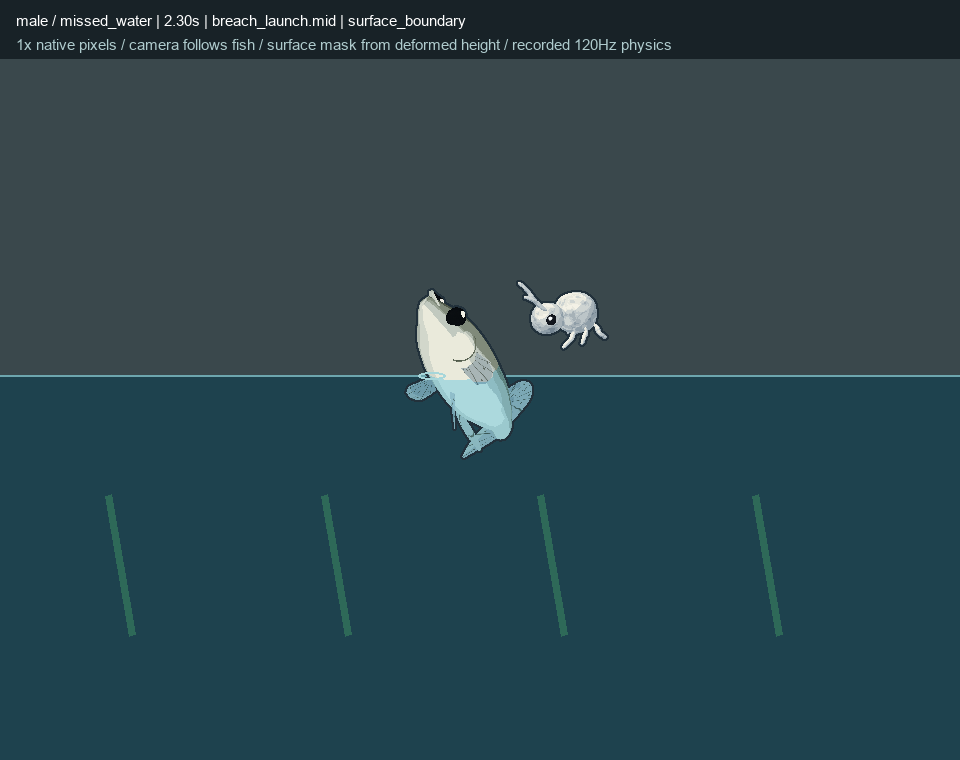 male / missed_water | 2.30s | breach_launch.mid | surface_boundary
1x native pixels / camera follows fish / surface mask from deformed height / recorded 120Hz physics